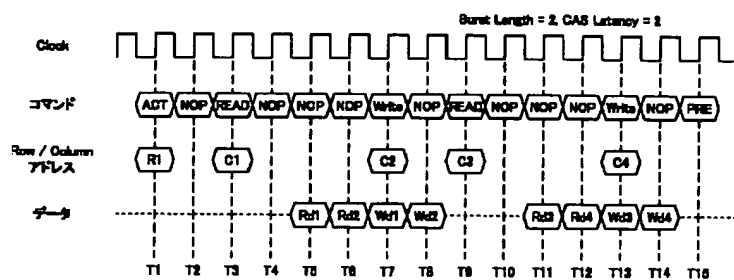 Burst Length = 2, CAS Latency = 2
Clock
コマンド ACT NOP READ NOP NOP NOP Write NOP READ NOP NOP NOP Write NOP PRE
Row / Column
アドレス R1 C1 C2 C3 C4
データ Rd1 Rd2 Wd1 Wd2 Rd3 Rd4 Wd3 Wd4
T1 T2 T3 T4 T5 T6 T7 T8 T9 T10 T11 T12 T13 T14 T15